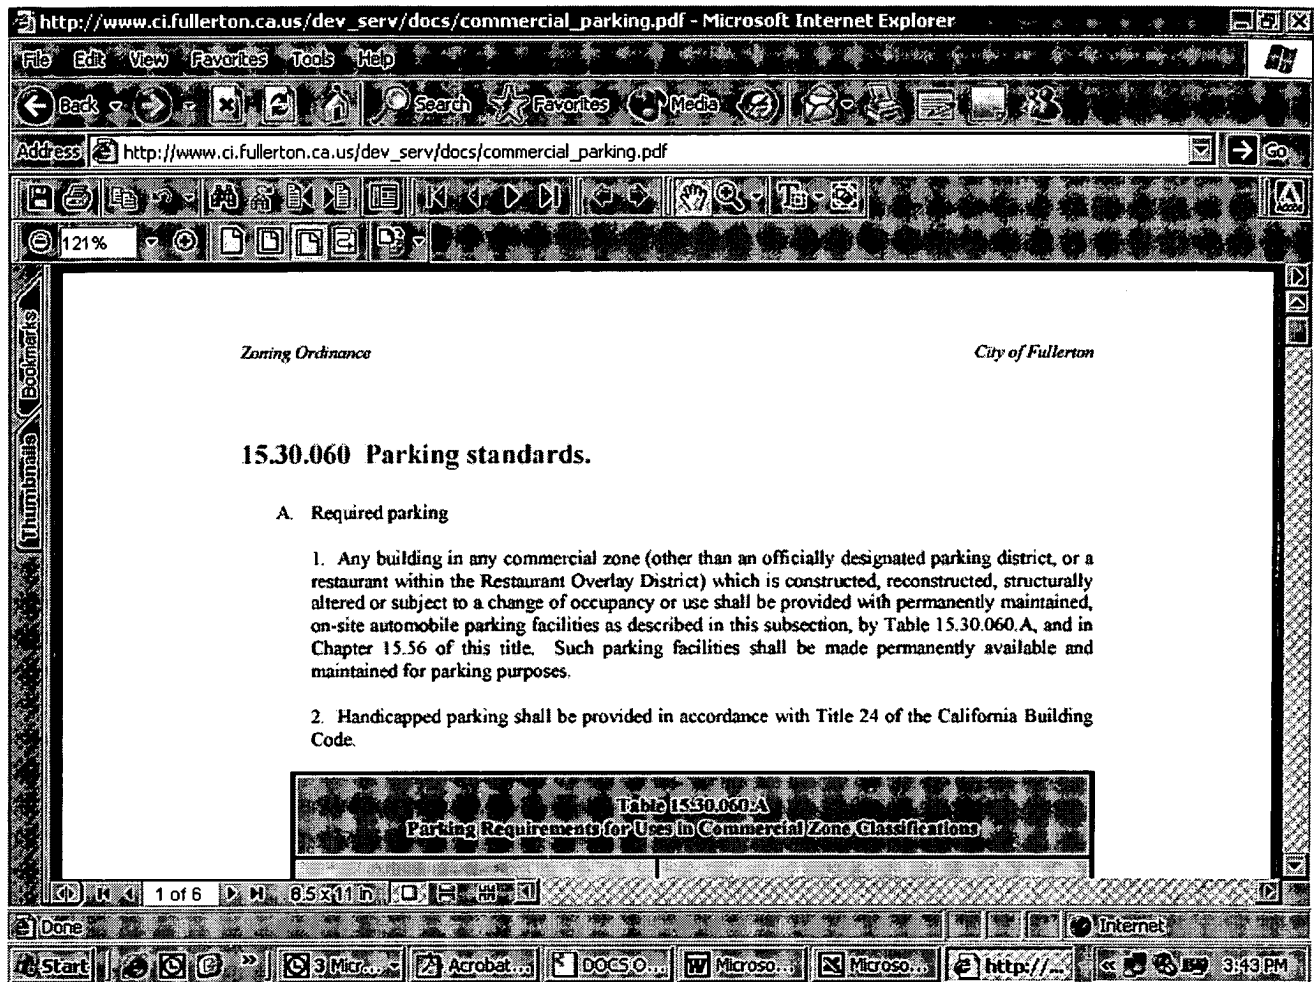 http://www.ci.fullerton.ca.us/dev_serv/docs/commercial_parking.pdf - Microsoft Internet Explorer
File Edit View Favorites Tools Help
Back Search Favorites Media
Address http://www.ci.fullerton.ca.us/dev_serv/docs/commercial_parking.pdf Go
121%
Bookmarks
Thumbnails
Zoning Ordinance City of Fullerton
15.30.060 Parking standards.
A. Required parking
1. Any building in any commercial zone (other than an officially designated parking district, or a
restaurant within the Restaurant Overlay District) which is constructed, reconstructed, structurally
altered or subject to a change of occupancy or use shall be provided with permanently maintained,
on-site automobile parking facilities as described in this subsection, by Table 15.30.060.A, and in
Chapter 15.56 of this title. Such parking facilities shall be made permanently available and
maintained for parking purposes.
2. Handicapped parking shall be provided in accordance with Title 24 of the California Building
Code.
Table 15.30.060.A
Parking Requirements for Uses in Commercial Zone Classifications
1 of 6 8.5 x 11 in
Done Internet
Start » 3 Micr... Acrobat... DOCS O... Microso... Microso... http://... « 3:43 PM